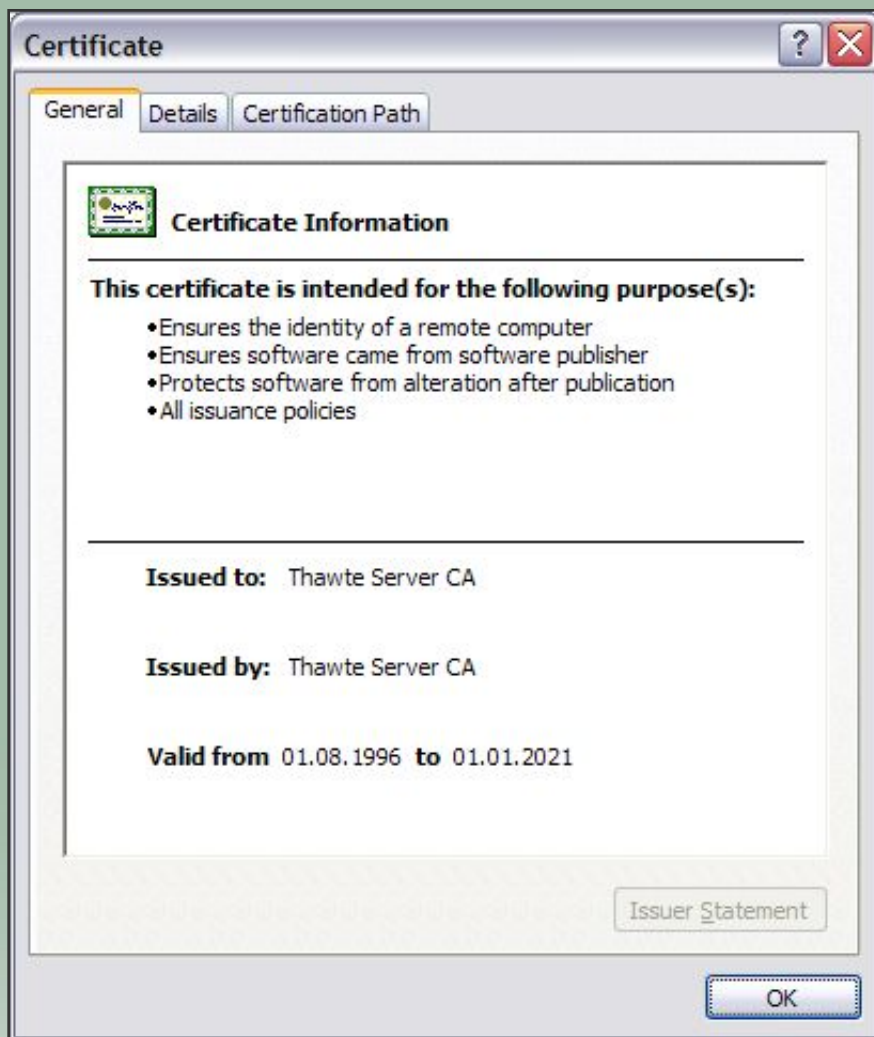 Certificate
General Details Certification Path
Certificate Information
This certificate is intended for the following purpose(s):
•Ensures the identity of a remote computer
•Ensures software came from software publisher
•Protects software from alteration after publication
•All issuance policies
Issued to: Thawte Server CA
Issued by: Thawte Server CA
Valid from 01.08.1996 to 01.01.2021
Issuer Statement
OK